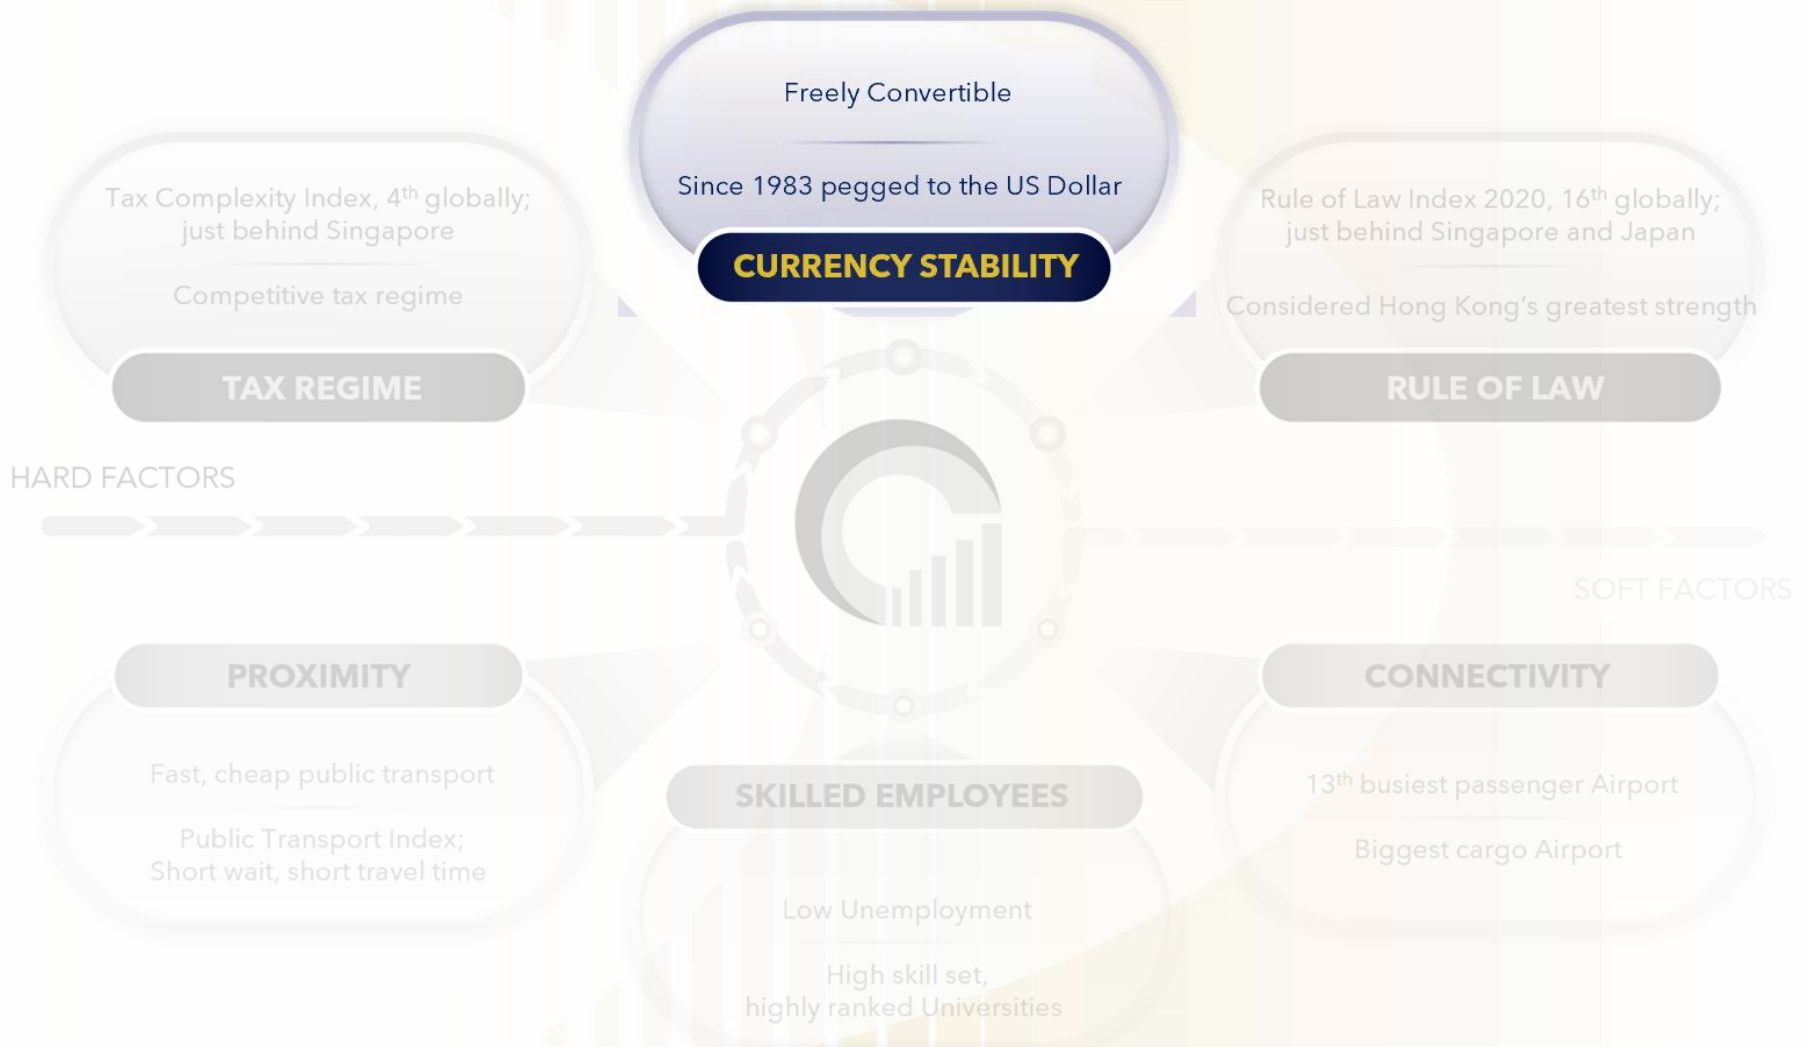 Freely Convertible
Since 1983 pegged to the US Dollar
CURRENCY STABILITY
Tax Complexity Index, 4th globally;
just behind Singapore
Competitive tax regime
TAX REGIME
Rule of Law Index 2020, 16th globally;
just behind Singapore and Japan
Considered Hong Kong's greatest strength
RULE OF LAW
HARD FACTORS
SOFT FACTORS
PROXIMITY
Fast, cheap public transport
Public Transport Index;
Short wait, short travel time
SKILLED EMPLOYEES
Low Unemployment
High skill set,
highly ranked Universities
CONNECTIVITY
13th busiest passenger Airport
Biggest cargo Airport